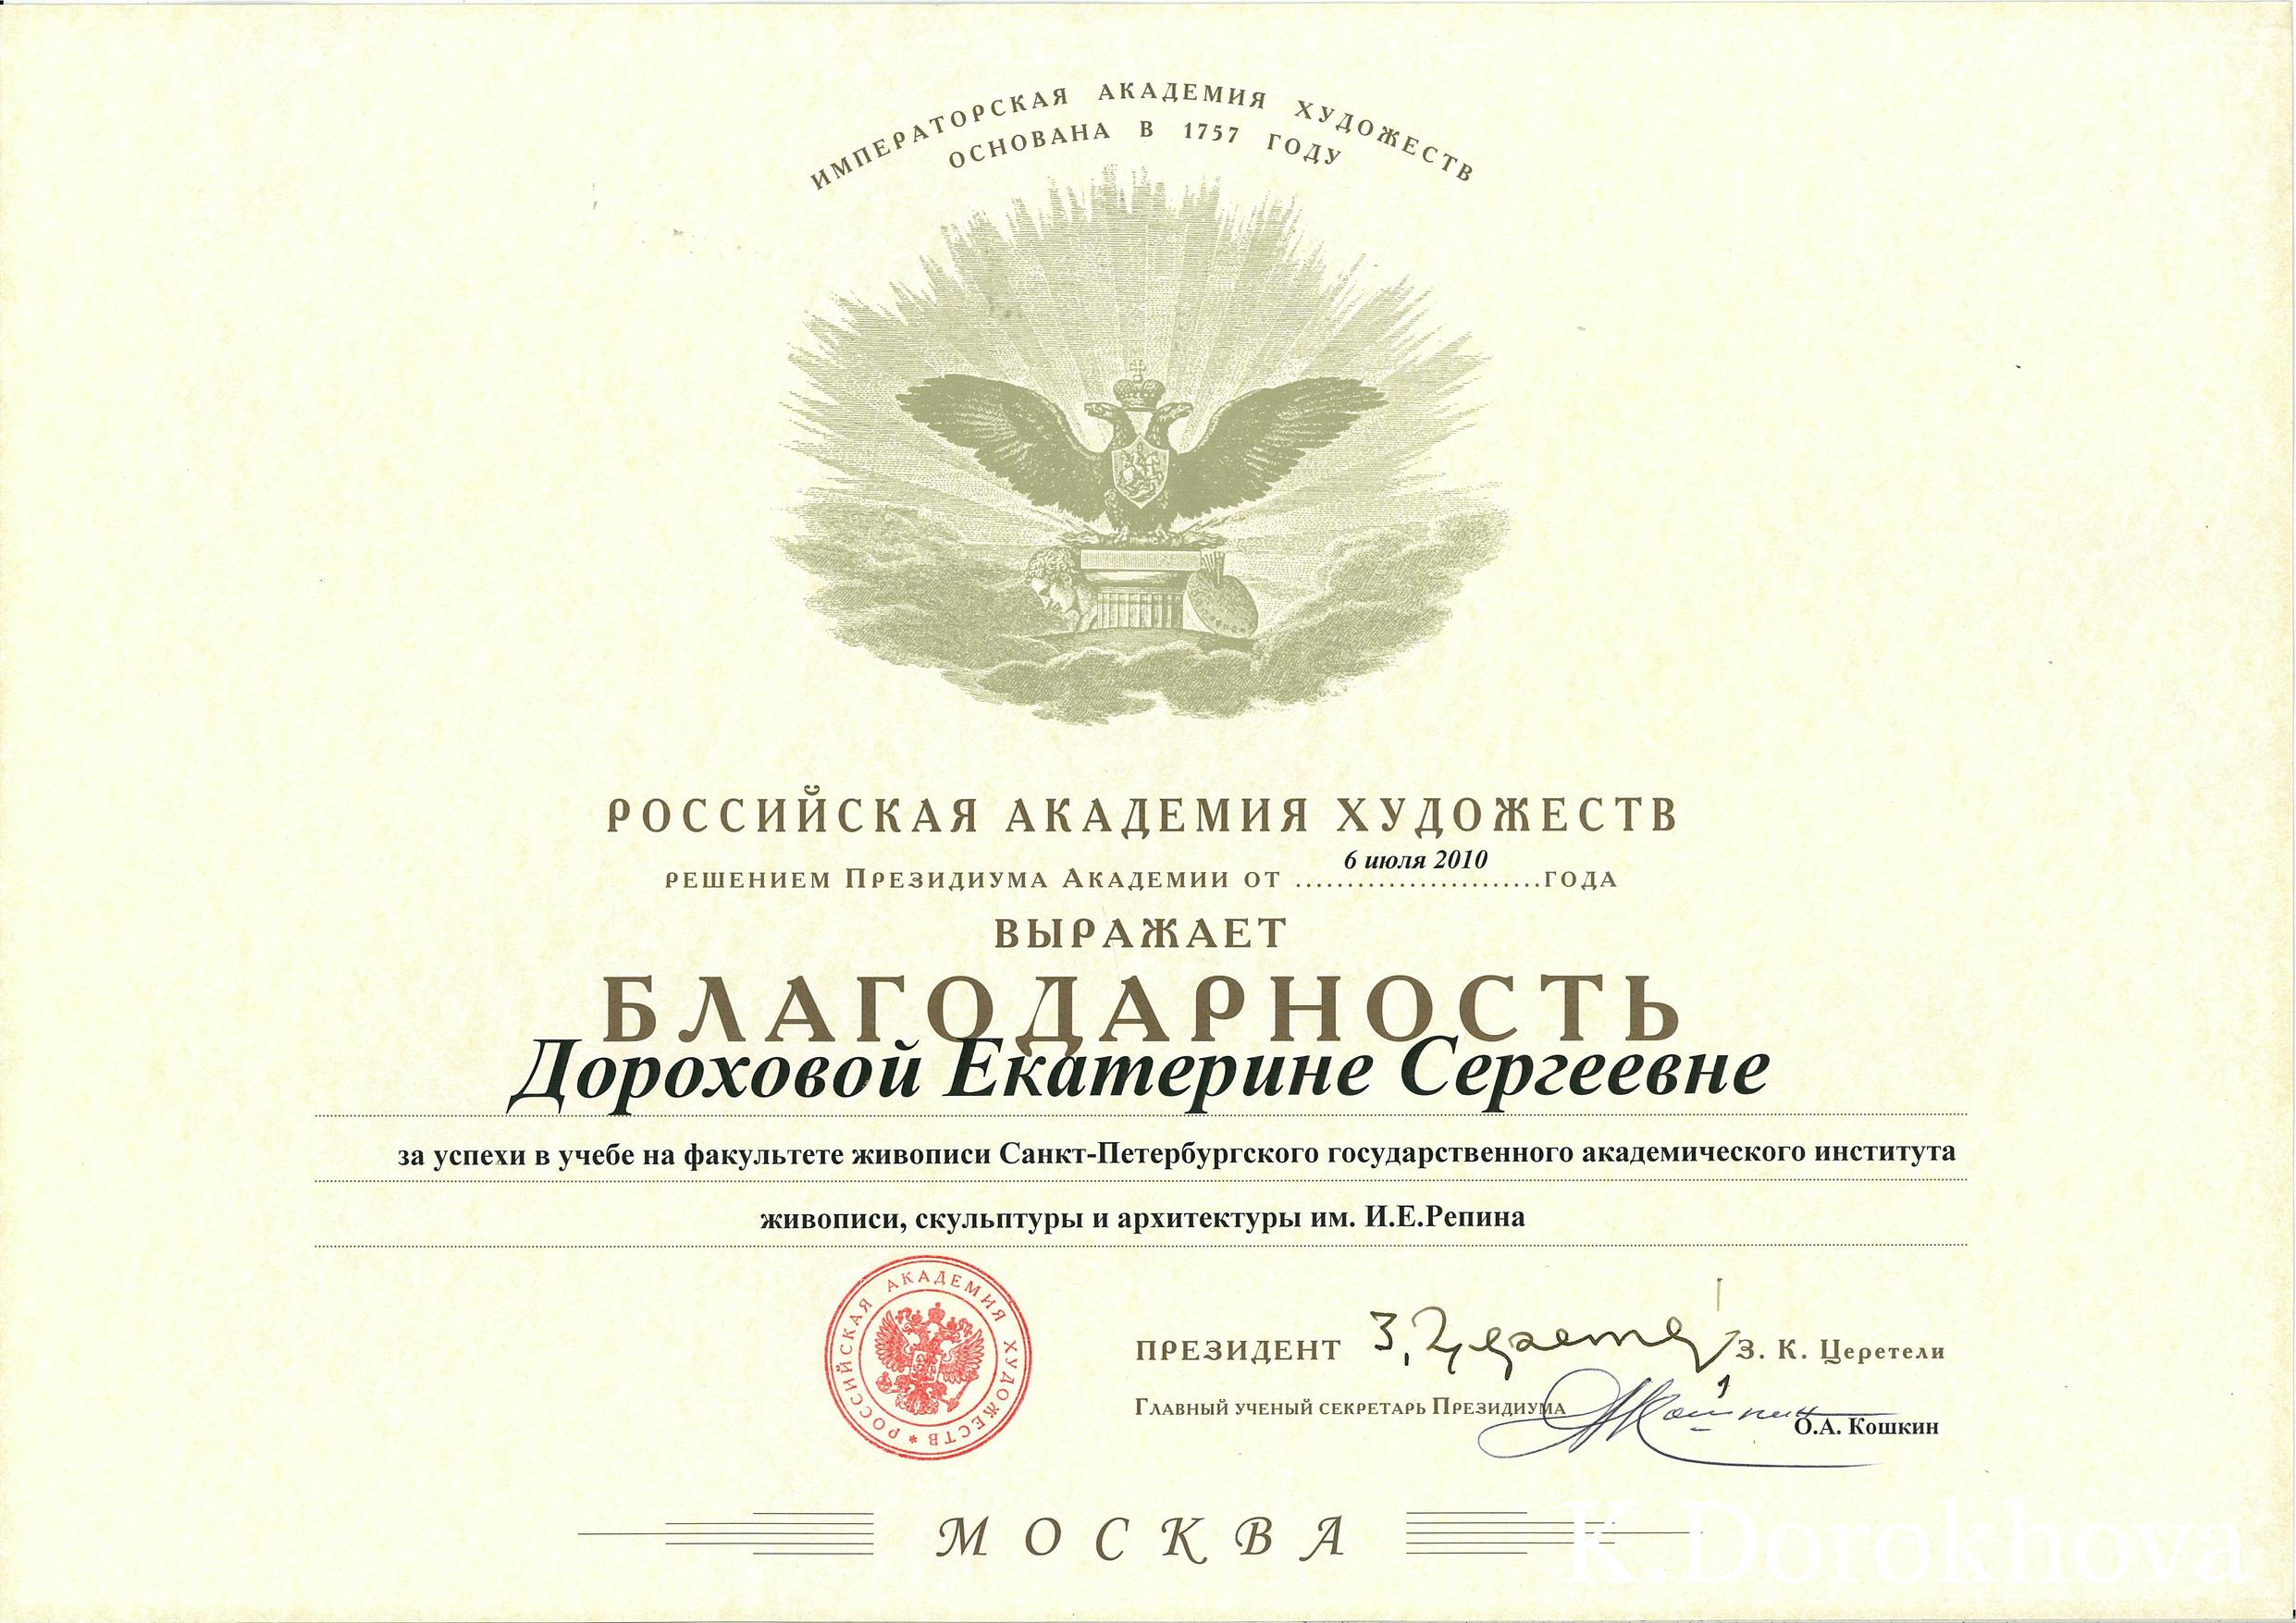 ИМПЕРАТОРСКАЯ АКАДЕМИЯ ХУДОЖЕСТВ
ОСНОВАНА В 1757 ГОДУ
РОССИЙСКАЯ АКАДЕМИЯ ХУДОЖЕСТВ
РЕШЕНИЕМ ПРЕЗИДИУМА АКАДЕМИИ ОТ 6 июля 2010 ГОДА
ВЫРАЖАЕТ
БЛАГОДАРНОСТЬ
Дороховой Екатерине Сергеевне
за успехи в учебе на факультете живописи Санкт-Петербургского государственного академического института
живописи, скульптуры и архитектуры им. И.Е.Репина
РОССИЙСКАЯ АКАДЕМИЯ ХУДОЖЕСТВ *
ПРЕЗИДЕНТ З. Церетели З. К. Церетели
ГЛАВНЫЙ УЧЕНЫЙ СЕКРЕТАРЬ ПРЕЗИДИУМА Кошкин О.А. Кошкин
МОСКВА
K.Dorokhova